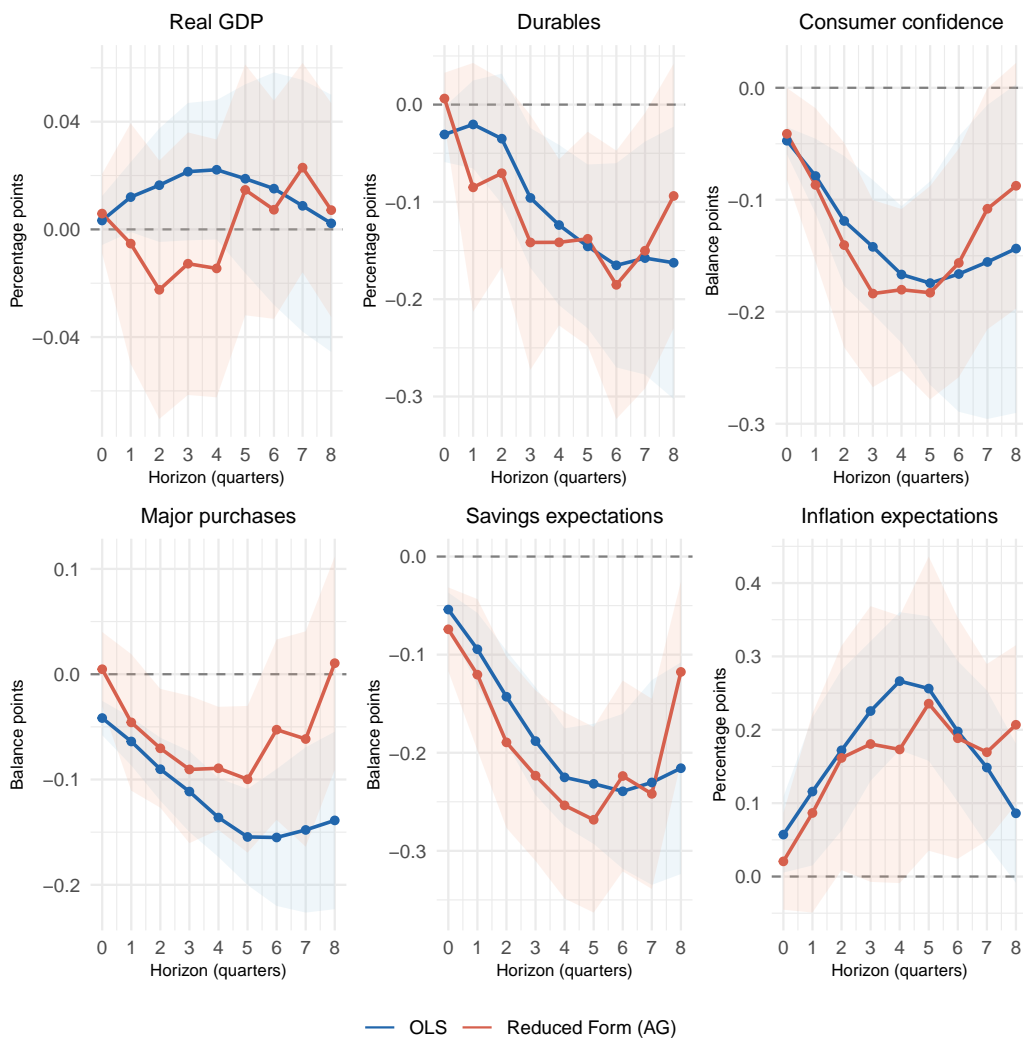 Real GDP
Percentage points
0.04
0.00
−0.04
0 1 2 3 4 5 6 7 8
Horizon (quarters)
Durables
Percentage points
0.0
−0.1
−0.2
−0.3
0 1 2 3 4 5 6 7 8
Horizon (quarters)
Consumer confidence
Balance points
0.0
−0.1
−0.2
−0.3
0 1 2 3 4 5 6 7 8
Horizon (quarters)
Major purchases
Balance points
0.1
0.0
−0.1
−0.2
0 1 2 3 4 5 6 7 8
Horizon (quarters)
Savings expectations
Balance points
0.0
−0.1
−0.2
−0.3
0 1 2 3 4 5 6 7 8
Horizon (quarters)
Inflation expectations
Percentage points
0.4
0.3
0.2
0.1
0.0
0 1 2 3 4 5 6 7 8
Horizon (quarters)
OLS Reduced Form (AG)